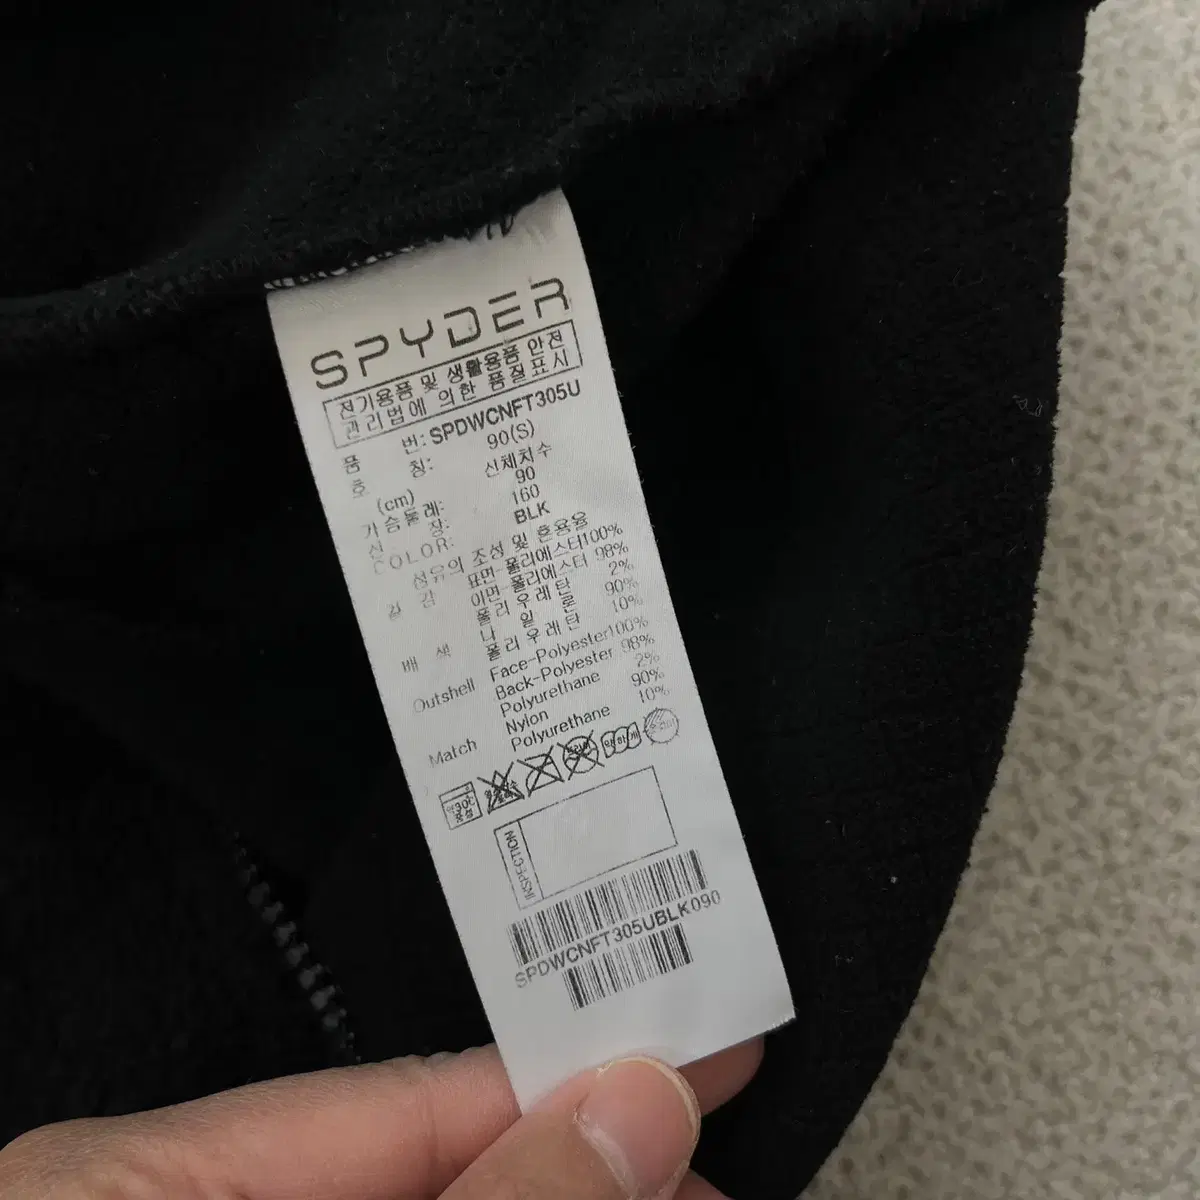 SPYDER
전기용품 및 생활용품 안전
관리법에 의한 품질표시
품 번: SPDWCNFT305U
호 칭: 90(S)
(cm) 신체치수
가슴둘레: 90
신 장: 160
COLOR: BLK
섬유의 조성 및 혼용율
겉 감 표면-폴리에스터100%
이면-폴리에스터 98%
폴리우레탄 2%
배 색 나일론 90%
폴리우레탄 10%
Outshell Face-Polyester100%
Back-Polyester 98%
Polyurethane 2%
Match Nylon 90%
Polyurethane 10%
INSPECTION
SPDWCNFT305UBLK090